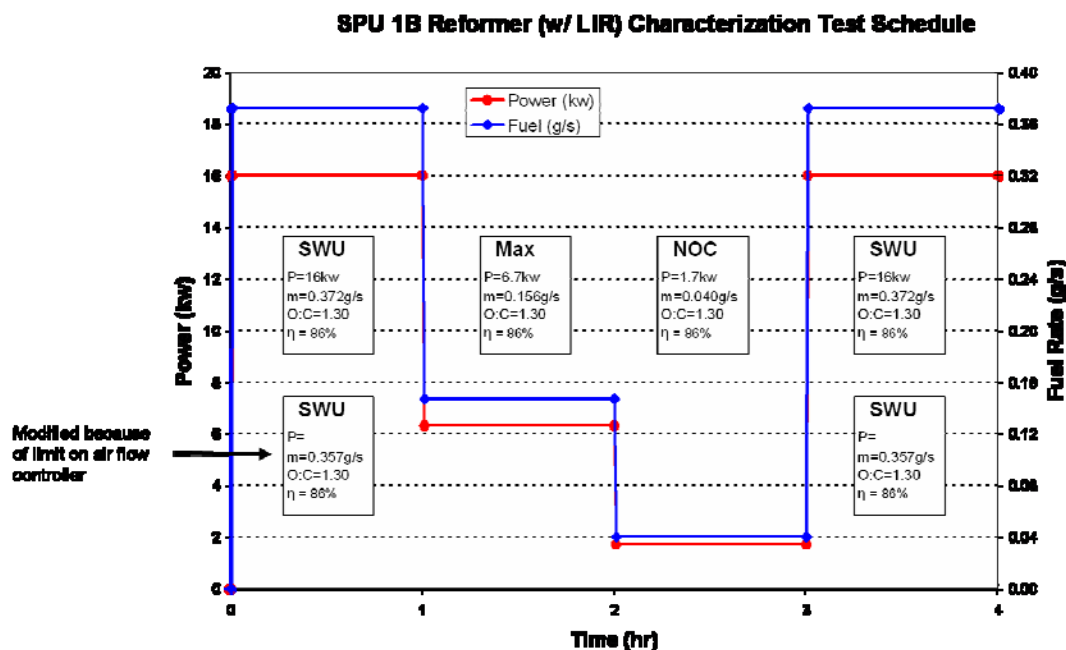 SPU 1B Reformer (w/ LIR) Characterization Test Schedule
20
18
16
14
12
10
8
6
4
2
0
Power (kw)
0.40
0.36
0.32
0.28
0.24
0.20
0.16
0.12
0.08
0.04
0.00
Fuel Rate (g/s)
Power (kw)
Fuel (g/s)
SWU
P=16kw
m=0.372g/s
O:C=1.30
η = 86%
Max
P=6.7kw
m=0.156g/s
O:C=1.30
η = 86%
NOC
P=1.7kw
m=0.040g/s
O:C=1.30
η = 86%
SWU
P=16kw
m=0.372g/s
O:C=1.30
η = 86%
Modified because
of limit on air flow
controller
SWU
P=
m=0.357g/s
O:C=1.30
η = 86%
SWU
P=
m=0.357g/s
O:C=1.30
η = 86%
0 1 2 3 4
Time (hr)